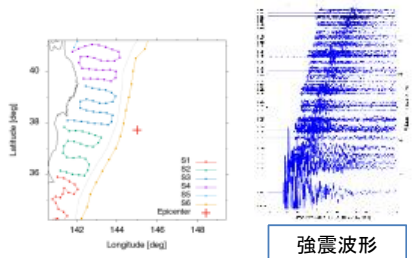 40
38
36
Latitude [deg]
142
144
146
148
Longitude [deg]
S1
S2
S3
S4
S5
S6
Epicenter
強震波形